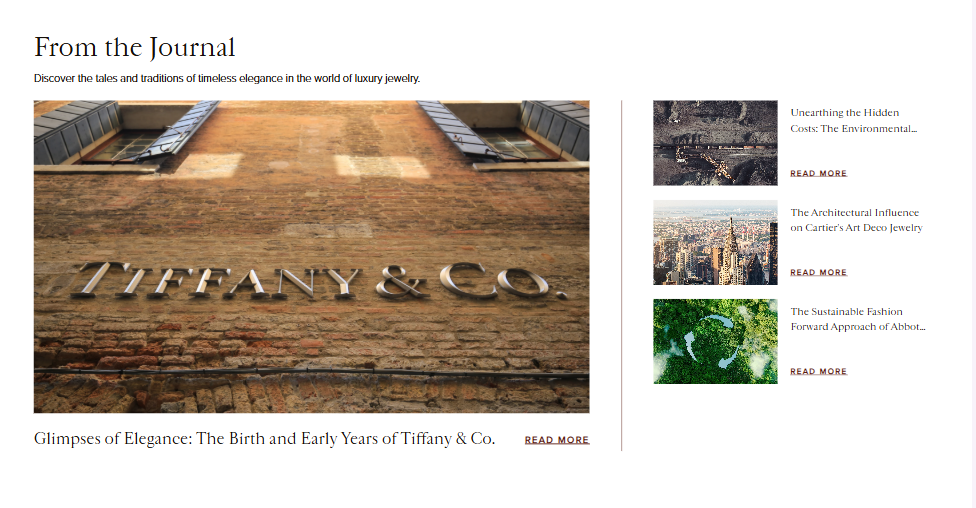 From the Journal
Discover the tales and traditions of timeless elegance in the world of luxury jewelry.
TIFFANY & CO.
Glimpses of Elegance: The Birth and Early Years of Tiffany & Co.
READ MORE
Unearthing the Hidden
Costs: The Environmental...
READ MORE
The Architectural Influence
on Cartier's Art Deco Jewelry
READ MORE
The Sustainable Fashion
Forward Approach of Abbot...
READ MORE